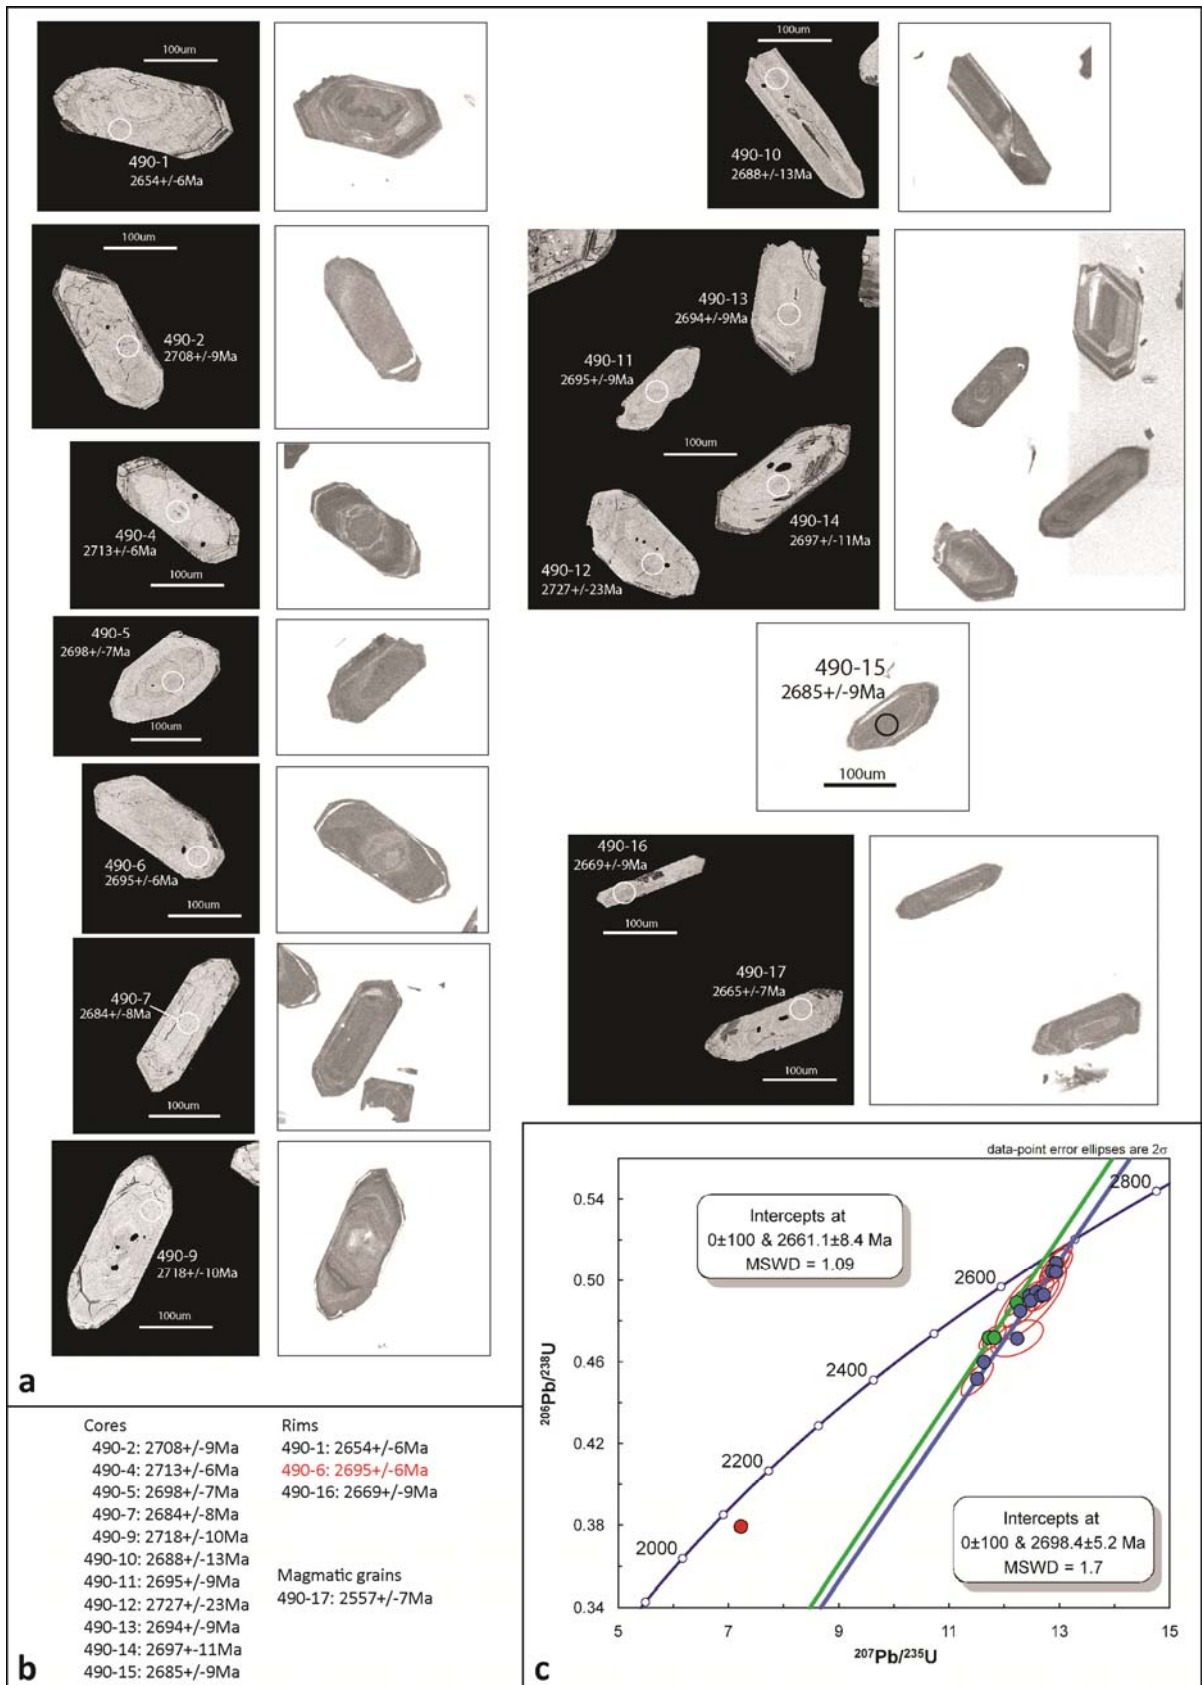 100um
490-1
2654+/-6Ma
100um
490-2
2708+/-9Ma
490-4
2713+/-6Ma
100um
490-5
2698+/-7Ma
100um
490-6
2695+/-6Ma
100um
490-7
2684+/-8Ma
100um
490-9
2718+/-10Ma
100um
a
100um
490-10
2688+/-13Ma
490-13
2694+/-9Ma
490-11
2695+/-9Ma
100um
490-14
2697+/-11Ma
490-12
2727+/-23Ma
490-15
2685+/-9Ma
100um
490-16
2669+/-9Ma
100um
490-17
2665+/-7Ma
100um
Cores
490-2: 2708+/-9Ma
490-4: 2713+/-6Ma
490-5: 2698+/-7Ma
490-7: 2684+/-8Ma
490-9: 2718+/-10Ma
490-10: 2688+/-13Ma
490-11: 2695+/-9Ma
490-12: 2727+/-23Ma
490-13: 2694+/-9Ma
490-14: 2697+-11Ma
490-15: 2685+/-9Ma
Rims
490-1: 2654+/-6Ma
490-6: 2695+/-6Ma
490-16: 2669+/-9Ma
Magmatic grains
490-17: 2557+/-7Ma
b
data-point error ellipses are 2σ
0.54
0.50
0.46
0.42
0.38
0.34
206Pb/238U
Intercepts at
0±100 & 2661.1±8.4 Ma
MSWD = 1.09
2800
2600
2400
2200
2000
Intercepts at
0±100 & 2698.4±5.2 Ma
MSWD = 1.7
5 7 9 11 13 15
207Pb/235U
c